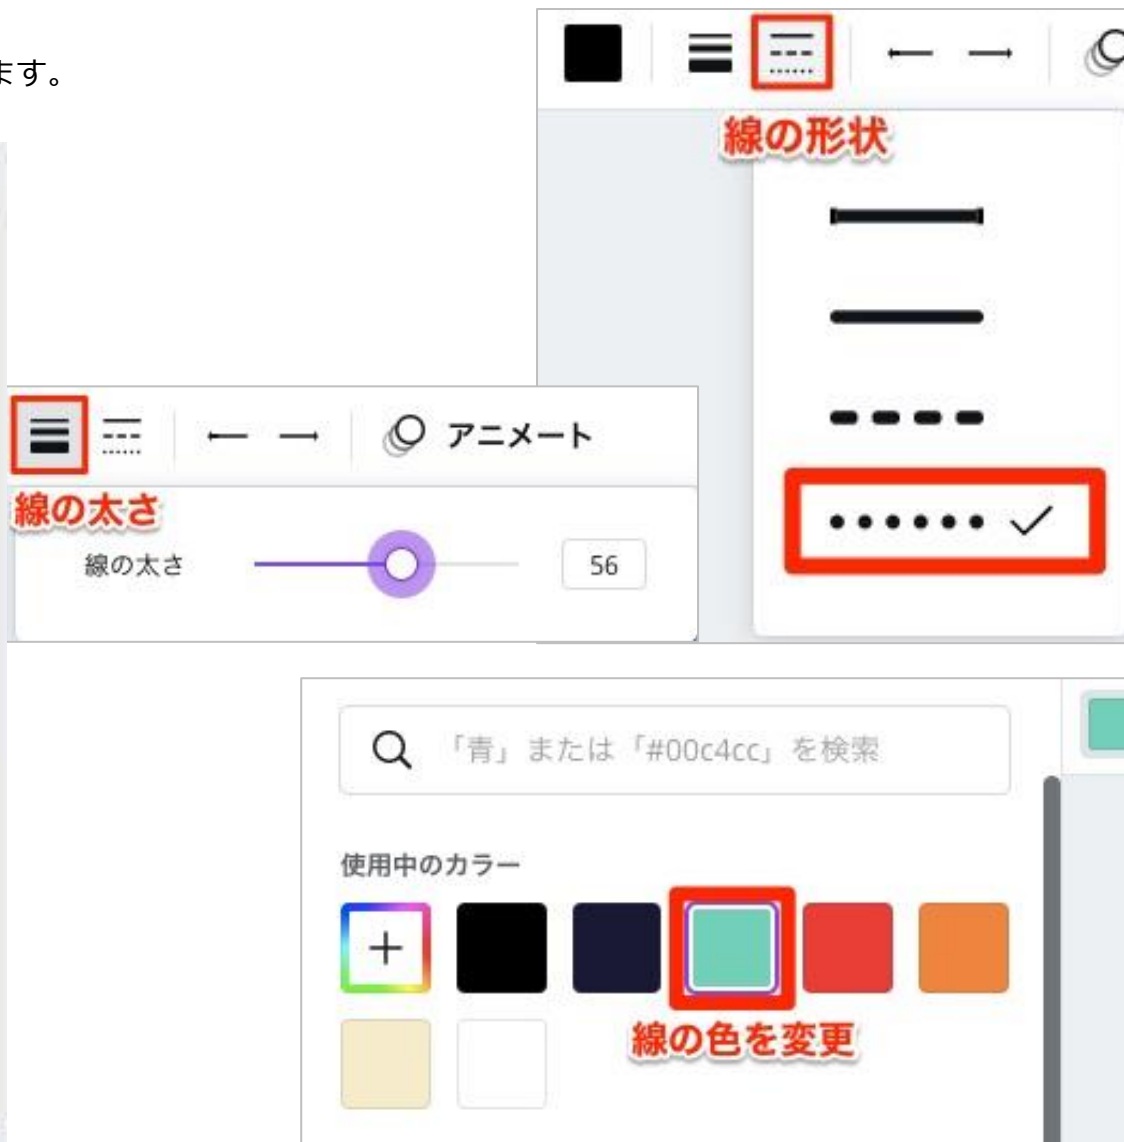 ます。
線の形状
アニメート
線の太さ
線の太さ 56
「青」または「#00c4cc」を検索
使用中のカラー
線の色を変更